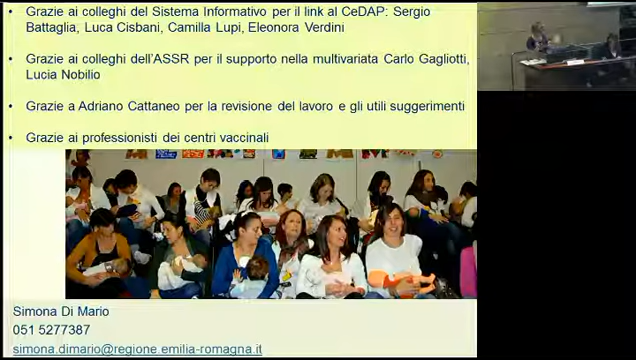 • Grazie ai colleghi del Sistema Informativo per il link al CeDAP: Sergio
Battaglia, Luca Cisbani, Camilla Lupi, Eleonora Verdini
• Grazie ai colleghi dell'ASSR per il supporto nella multivariata Carlo Gagliotti,
Lucia Nobilio
• Grazie a Adriano Cattaneo per la revisione del lavoro e gli utili suggerimenti
• Grazie ai professionisti dei centri vaccinali
Simona Di Mario
051 5277387
simona.dimario@regione.emilia-romagna.it